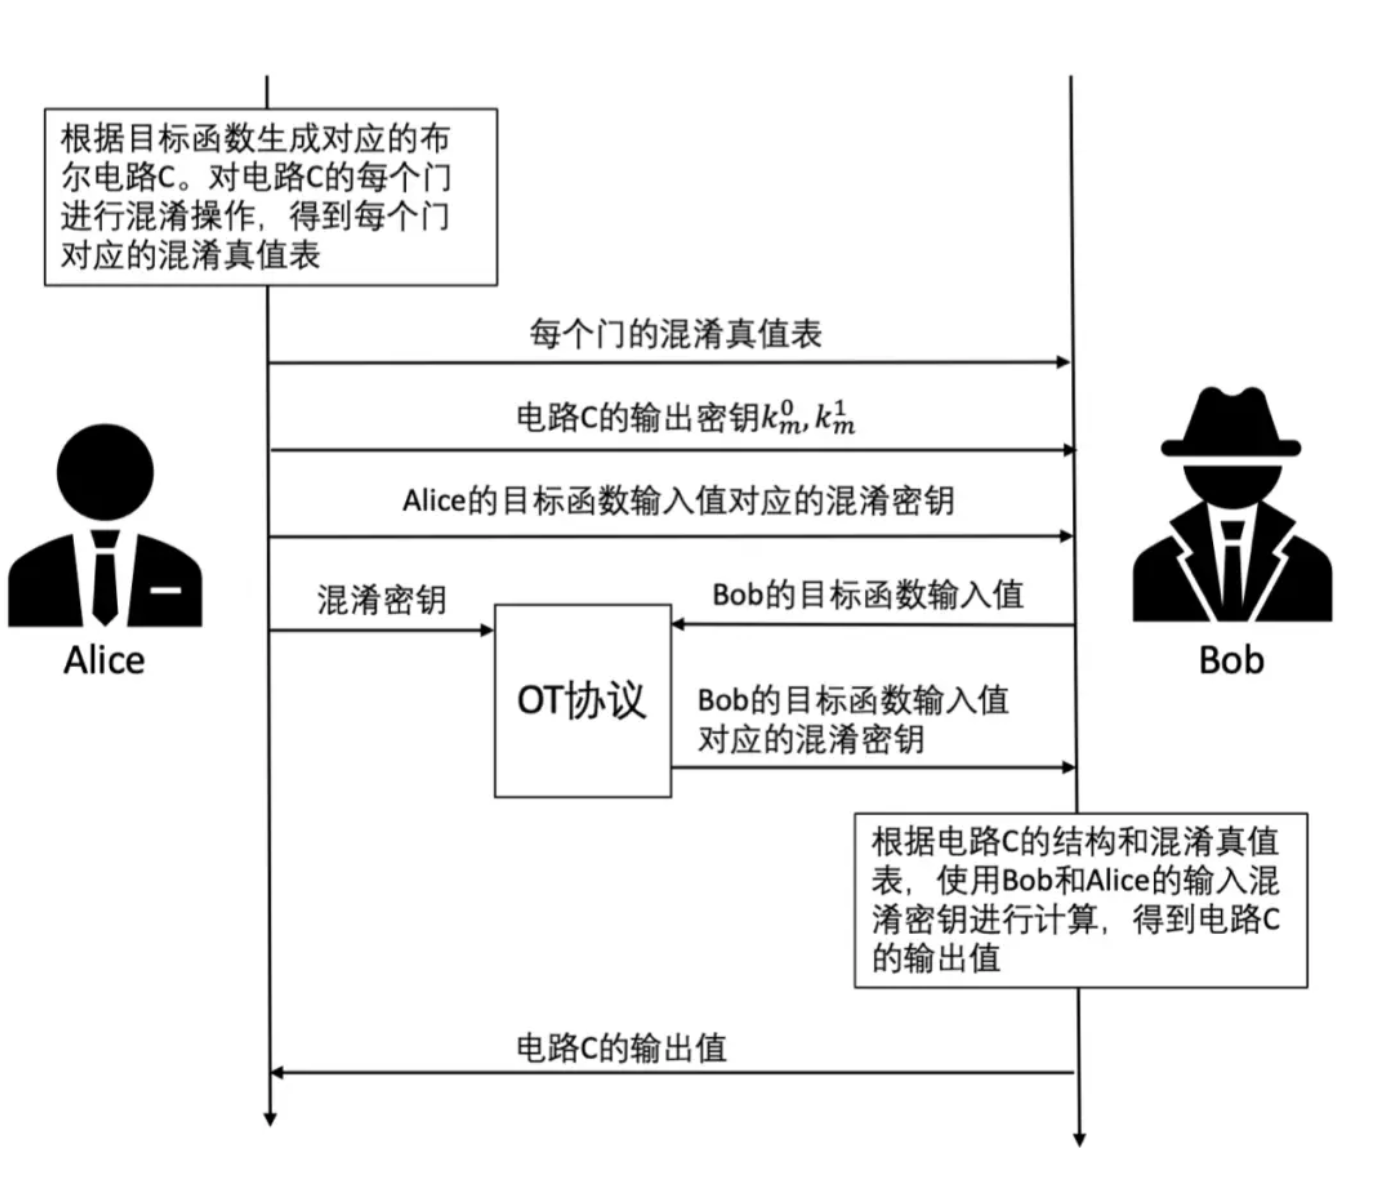 根据目标函数生成对应的布
尔电路C。对电路C的每个门
进行混淆操作，得到每个门
对应的混淆真值表
每个门的混淆真值表
电路C的输出密钥k_m^0, k_m^1
Alice的目标函数输入值对应的混淆密钥
混淆密钥
Bob的目标函数输入值
Alice
Bob
OT协议
Bob的目标函数输入值
对应的混淆密钥
根据电路C的结构和混淆真值
表，使用Bob和Alice的输入混
淆密钥进行计算，得到电路C
的输出值
电路C的输出值